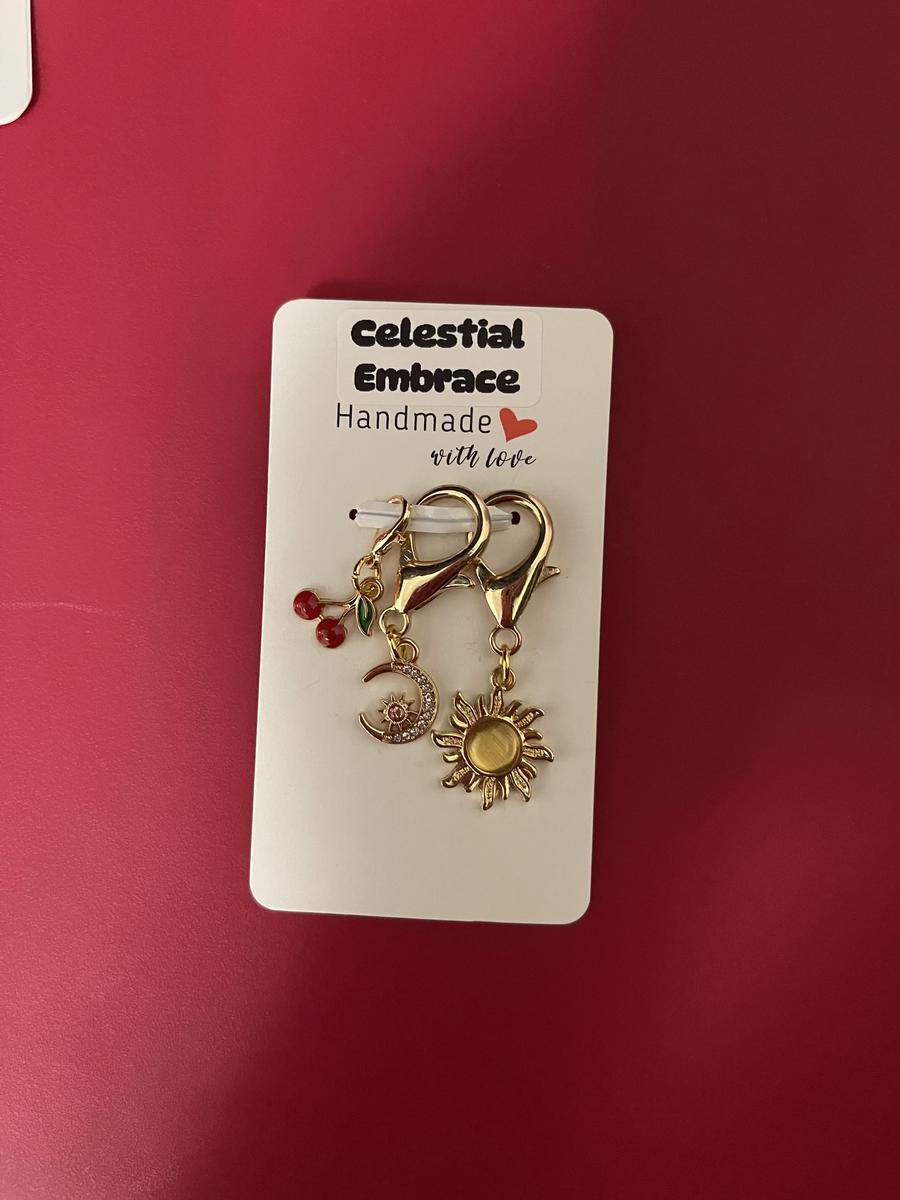 Celestial
Embrace
Handmade
with love